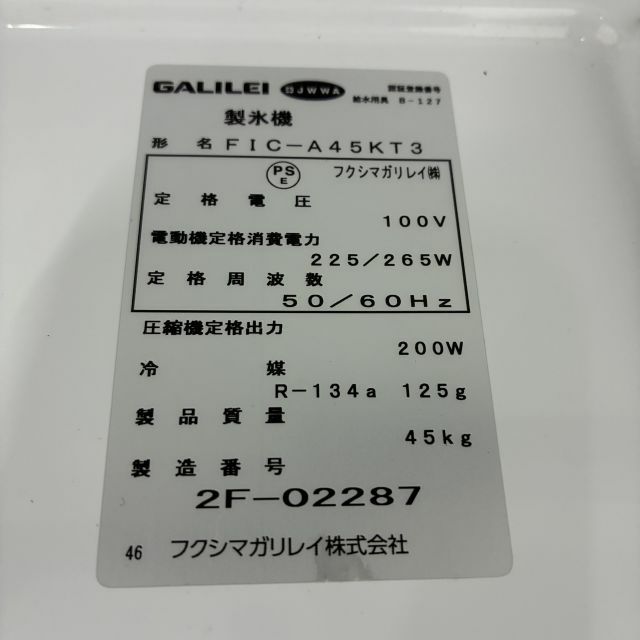 GALILEI JWWA 認証登録番号
給水用具 B-127
製氷機
形名 FIC-A45KT3
PS E フクシマガリレイ㈱
定格電圧
100V
電動機定格消費電力
225/265W
定格周波数
50/60Hz
圧縮機定格出力
200W
冷媒
R-134a 125g
製品質量
45kg
製造番号
2F-02287
46 フクシマガリレイ株式会社